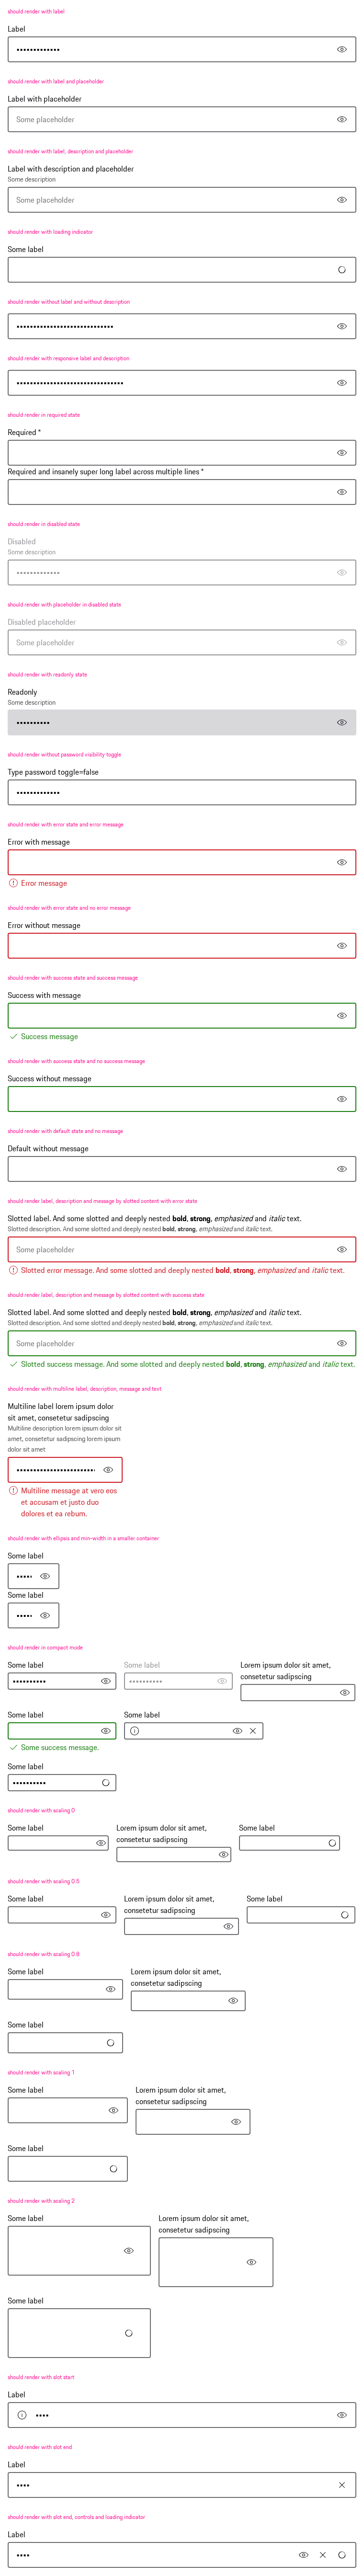 should render with label
Label
should render with label and placeholder
Label with placeholder
Some placeholder
should render with label, description and placeholder
Label with description and placeholder
Some description
Some placeholder
should render with loading indicator
Some label
should render without label and without description
should render with responsive label and description
should render in required state
Required *
Required and insanely super long label across multiple lines *
should render in disabled state
Disabled
Some description
should render with placeholder in disabled state
Disabled placeholder
Some placeholder
should render with readonly state
Readonly
Some description
should render without password visibility toggle
Type password toggle=false
should render with error state and error message
Error with message
Error message
should render with error state and no error message
Error without message
should render with success state and success message
Success with message
Success message
should render with success state and no success message
Success without message
should render with default state and no message
Default without message
should render label, description and message by slotted content with error state
Slotted label. And some slotted and deeply nested bold, strong, emphasized and italic text.
Slotted description. And some slotted and deeply nested bold, strong, emphasized and italic text.
Some placeholder
Slotted error message. And some slotted and deeply nested bold, strong, emphasized and italic text.
should render label, description and message by slotted content with success state
Slotted label. And some slotted and deeply nested bold, strong, emphasized and italic text.
Slotted description. And some slotted and deeply nested bold, strong, emphasized and italic text.
Some placeholder
Slotted success message. And some slotted and deeply nested bold, strong, emphasized and italic text.
should render with multiline label, description, message and text
Multiline label lorem ipsum dolor
sit amet, consetetur sadipscing
Multiline description lorem ipsum dolor sit
amet, consetetur sadipscing lorem ipsum
dolor sit amet
Multiline message at vero eos
et accusam et justo duo
dolores et ea rebum.
should render with ellipsis and min-width in a smaller container
Some label
Some label
should render in compact mode
Some label
Some label
Lorem ipsum dolor sit amet,
consetetur sadipscing
Some label
Some label
Some success message.
Some label
should render with scaling 0
Some label
Lorem ipsum dolor sit amet,
consetetur sadipscing
Some label
should render with scaling 0.5
Some label
Lorem ipsum dolor sit amet,
consetetur sadipscing
Some label
should render with scaling 0.8
Some label
Lorem ipsum dolor sit amet,
consetetur sadipscing
Some label
should render with scaling 1
Some label
Lorem ipsum dolor sit amet,
consetetur sadipscing
Some label
should render with scaling 2
Some label
Lorem ipsum dolor sit amet,
consetetur sadipscing
Some label
should render with slot start
Label
should render with slot end
Label
should render with slot end, controls and loading indicator
Label